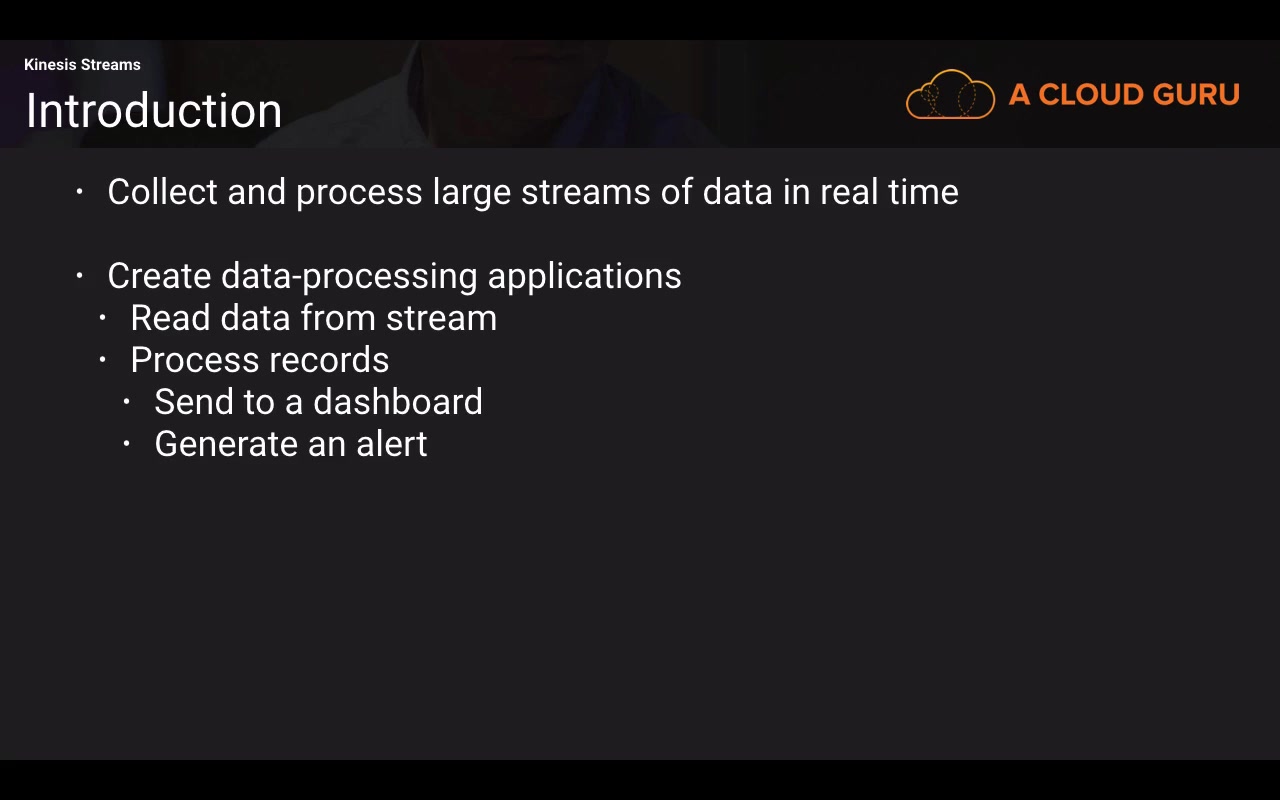 Kinesis Streams
Introduction
A CLOUD GURU
• Collect and process large streams of data in real time
• Create data-processing applications
• Read data from stream
• Process records
• Send to a dashboard
• Generate an alert